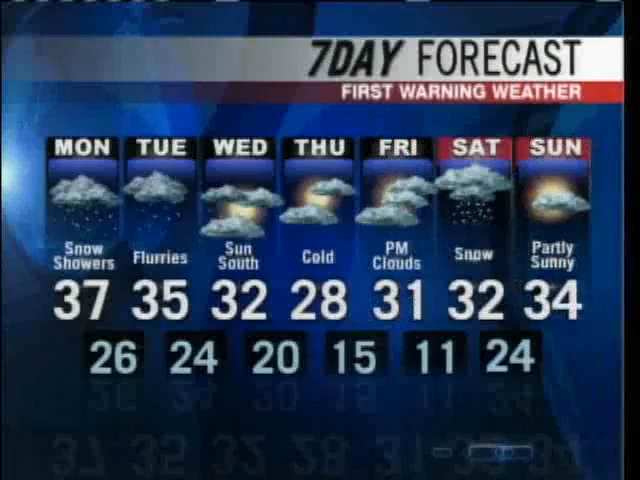 7DAY FORECAST
FIRST WARNING WEATHER
MON TUE WED THU FRI SAT SUN
Snow Showers Flurries Sun South Cold PM Clouds Snow Partly Sunny
37 35 32 28 31 32 34
26 24 20 15 11 24